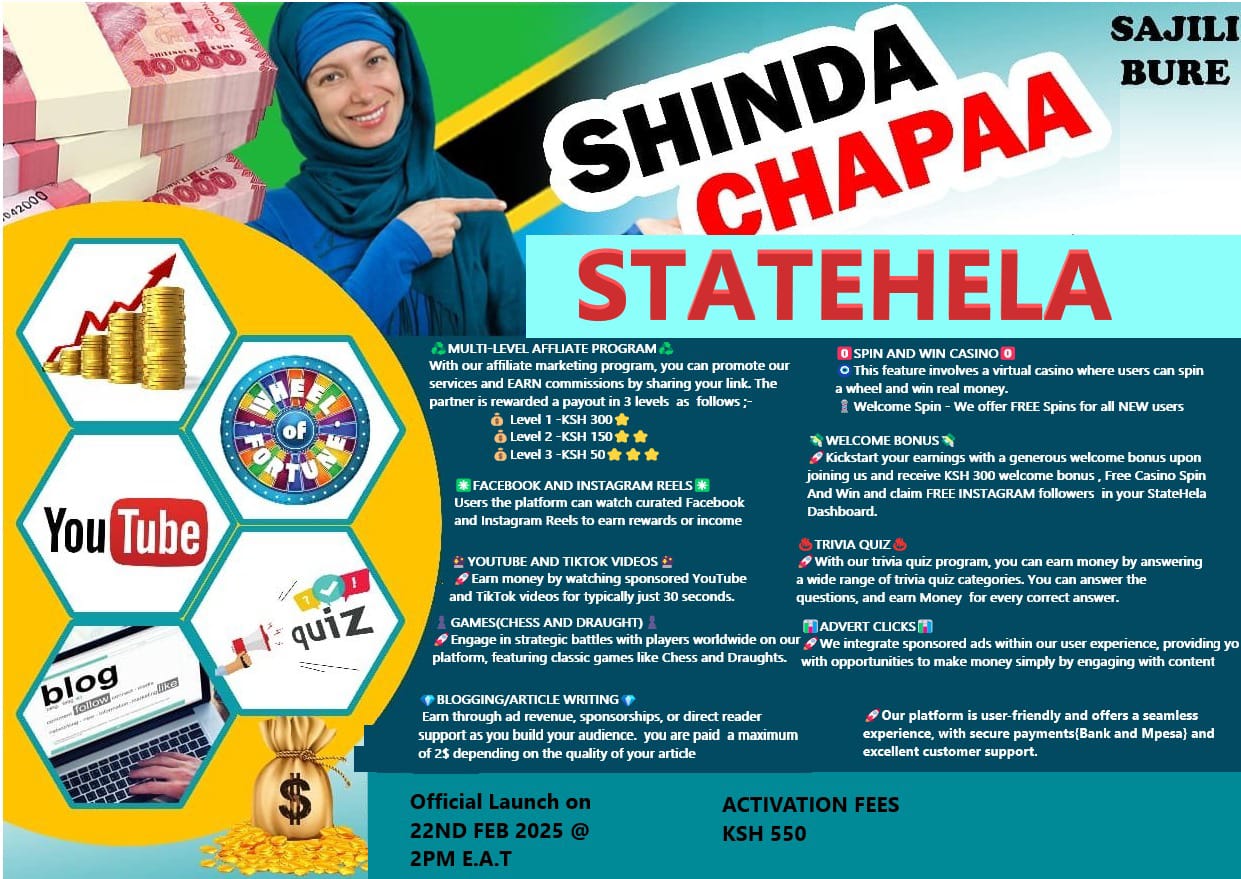 SAJILI
BURE
SHINDA
CHAPAA
10000
0000
042000
STATEHELA
WHEEL
of
FORTUNE
YouTube
quiz
blog
follow
like
$
MULTI-LEVEL AFFLIATE PROGRAM
With our affiliate marketing program, you can promote our
services and EARN commissions by sharing your link. The
partner is rewarded a payout in 3 levels as follows ;-
Level 1 -KSH 300
Level 2 -KSH 150
Level 3 -KSH 50
FACEBOOK AND INSTAGRAM REELS
Users the platform can watch curated Facebook
and Instagram Reels to earn rewards or income
YOUTUBE AND TIKTOK VIDEOS
Earn money by watching sponsored YouTube
and TikTok videos for typically just 30 seconds.
GAMES(CHESS AND DRAUGHT)
Engage in strategic battles with players worldwide on our
platform, featuring classic games like Chess and Draughts.
BLOGGING/ARTICLE WRITING
Earn through ad revenue, sponsorships, or direct reader
support as you build your audience. you are paid a maximum
of 2$ depending on the quality of your article
SPIN AND WIN CASINO
This feature involves a virtual casino where users can spin
a wheel and win real money.
Welcome Spin - We offer FREE Spins for all NEW users
WELCOME BONUS
Kickstart your earnings with a generous welcome bonus upon
joining us and receive KSH 300 welcome bonus , Free Casino Spin
And Win and claim FREE INSTAGRAM followers in your StateHela
Dashboard.
TRIVIA QUIZ
With our trivia quiz program, you can earn money by answering
a wide range of trivia quiz categories. You can answer the
questions, and earn Money for every correct answer.
ADVERT CLICKS
We integrate sponsored ads within our user experience, providing yo
with opportunities to make money simply by engaging with content
Our platform is user-friendly and offers a seamless
experience, with secure payments{Bank and Mpesa} and
excellent customer support.
Official Launch on
22ND FEB 2025 @
2PM E.A.T
ACTIVATION FEES
KSH 550